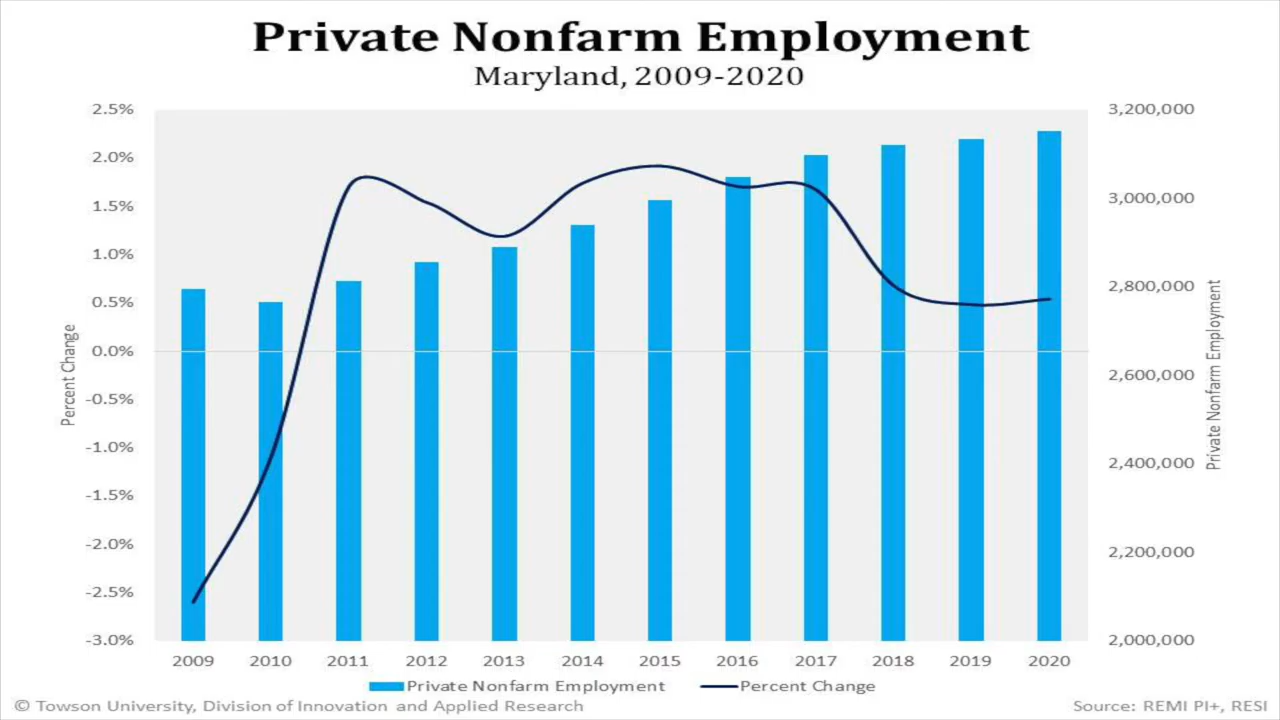 Private Nonfarm Employment
Maryland, 2009-2020
2.5%
2.0%
1.5%
1.0%
0.5%
0.0%
-0.5%
-1.0%
-1.5%
-2.0%
-2.5%
-3.0%
Percent Change
3,200,000
3,000,000
2,800,000
2,600,000
2,400,000
2,200,000
2,000,000
Private Nonfarm Employment
2009 2010 2011 2012 2013 2014 2015 2016 2017 2018 2019 2020
Private Nonfarm Employment Percent Change
© Towson University, Division of Innovation and Applied Research Source: REMI PI+, RESI